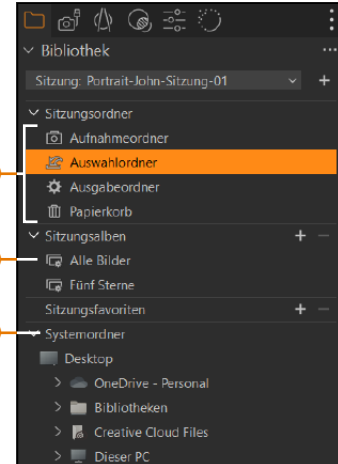 Bibliothek
Sitzung: Portrait-John-Sitzung-01
Sitzungsordner
Aufnahmeordner
Auswahlordner
Ausgabeordner
Papierkorb
Sitzungsalben
Alle Bilder
Fünf Sterne
Sitzungsfavoriten
Systemordner
Desktop
OneDrive - Personal
Bibliotheken
Creative Cloud Files
Dieser PC